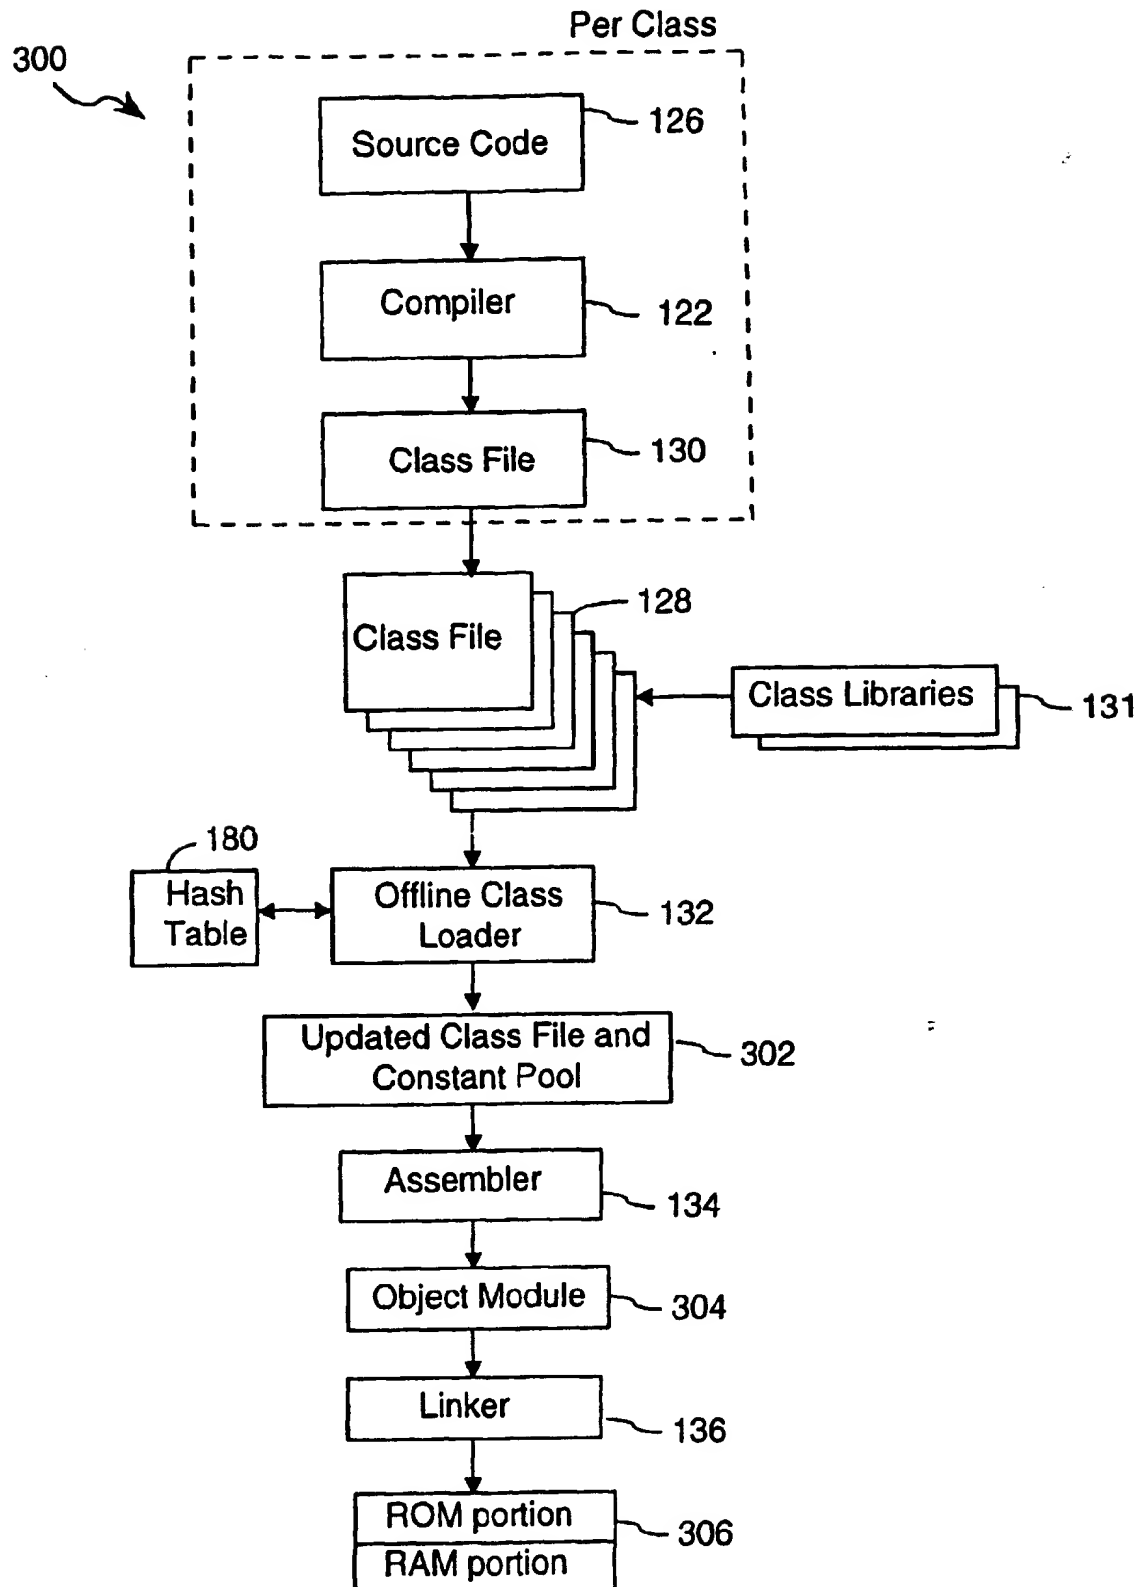 Per Class
300
Source Code
126
Compiler
122
Class File
130
Class File
128
Class Libraries
131
180
Hash
Table
Offline Class
Loader
132
Updated Class File and
Constant Pool
302
Assembler
134
Object Module
304
Linker
136
ROM portion
306
RAM portion